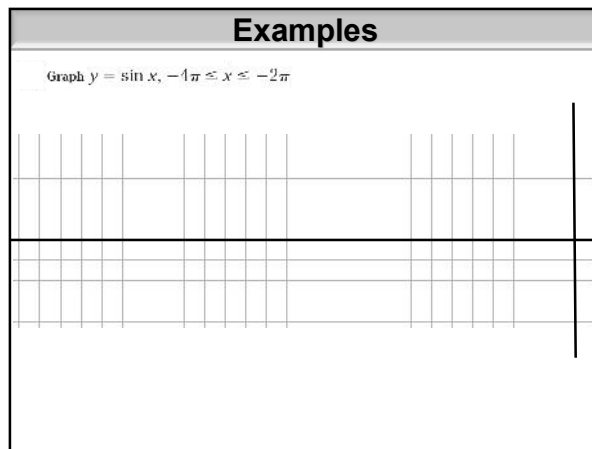 Examples
Graph y = sin x, −4π ≤ x ≤ −2π